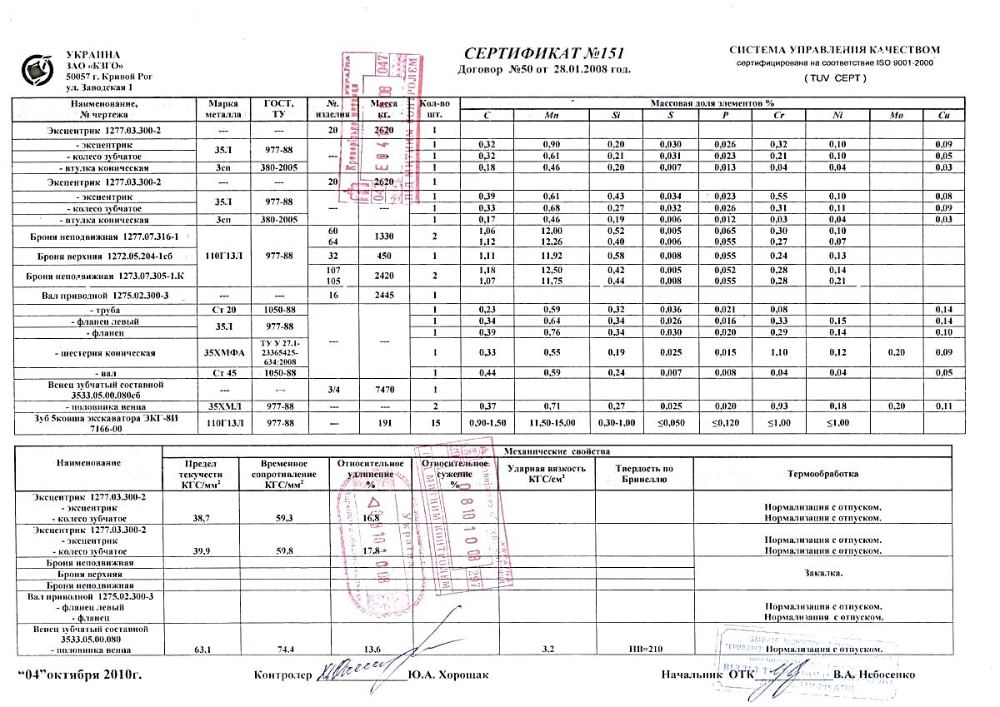 УКРАИНА
ЗАО «КЗГО»
50057 г. Кривой Рог
ул. Заводская 1
СЕРТИФИКАТ №151
Договор №50 от 28.01.2008 год.
СИСТЕМА УПРАВЛЕНИЯ КАЧЕСТВОМ
сертифицирована на соответствие ISO 9001-2000
( TUV CEPT )
Наименование, № чертежа Марка металла ГОСТ, ТУ №. изделия Масса кг. Кол-во шт. Массовая доля элементов %
C Mn Si S P Cr Ni Mo Cu
Эксцентрик 1277.03.300-2 --- --- 20 2620 1
- эксцентрик 35Л 977-88 --- 1 0,32 0,90 0,20 0,030 0,026 0,32 0,10 0,09
- колесо зубчатое 1 0,32 0,61 0,21 0,031 0,023 0,21 0,10 0,05
- втулка коническая 3сп 380-2005 1 0,18 0,46 0,20 0,007 0,013 0,04 0,04 0,03
Эксцентрик 1277.03.300-2 --- --- 20 2620 1
- эксцентрик 35Л 977-88 --- --- 1 0,39 0,61 0,43 0,034 0,023 0,55 0,10 0,08
- колесо зубчатое 1 0,33 0,68 0,27 0,032 0,026 0,31 0,11 0,09
- втулка коническая 3сп 380-2005 1 0,17 0,46 0,19 0,006 0,012 0,03 0,04 0,03
Броня неподвижная 1277.07.316-1 110Г13Л 977-88 60 1330 2 1,06 12,00 0,52 0,005 0,065 0,30 0,10
64 1,12 12,26 0,40 0,006 0,055 0,27 0,07
Броня верхняя 1272.05.204-1сб 32 450 1 1,11 11,92 0,58 0,008 0,055 0,24 0,13
Броня неподвижная 1273.07.305-1.К 107 2420 2 1,18 12,50 0,42 0,005 0,052 0,28 0,14
105 1,07 11,75 0,44 0,008 0,055 0,28 0,21
Вал приводной 1275.02.300-3 --- --- 16 2445 1
- труба Ст 20 1050-88 1 0,23 0,59 0,32 0,036 0,021 0,08 0,14
- фланец левый 35Л 977-88 1 0,34 0,64 0,34 0,026 0,016 0,33 0,15 0,14
- фланец 1 0,39 0,76 0,34 0,030 0,020 0,29 0,14 0,10
- шестерня коническая 35ХМФА ТУ У 27.1-23365425-634:2008 --- --- 1 0,33 0,55 0,19 0,025 0,015 1,10 0,12 0,20 0,09
- вал Ст 45 1050-88 1 0,44 0,59 0,24 0,007 0,008 0,04 0,04 0,05
Венец зубчатый составной 3533.05.00.080сб --- --- 3/4 7470 1
- половинка венца 35ХМЛ 977-88 --- --- 2 0,37 0,71 0,27 0,025 0,020 0,93 0,18 0,20 0,11
Зуб 5ковша экскаватора ЭКГ-8И 7166-00 110Г13Л 977-88 --- 191 15 0,90-1,50 11,50-15,00 0,30-1,00 ≤0,050 ≤0,120 ≤1,00 ≤1,00
Наименование Механические свойства
Предел текучести КГС/мм² Временное сопротивление КГС/мм² Относительное удлинение % Относительное сужение % Ударная вязкость КГС/см² Твердость по Бринеллю Термообработка
Эксцентрик 1277.03.300-2
- эксцентрик Нормализация с отпуском.
- колесо зубчатое 38,7 59,3 16,8 Нормализация с отпуском.
Эксцентрик 1277.03.300-2
- эксцентрик Нормализация с отпуском.
- колесо зубчатое 39,9 59,8 17,8 Нормализация с отпуском.
Броня неподвижная
Броня верхняя Закалка.
Броня неподвижная
Вал приводной 1275.02.300-3
- фланец левый Нормализация с отпуском.
- фланец Нормализация с отпуском.
Венец зубчатый составной
3533.05.00.080
- половинка венца 63,1 74,4 13,6 3,2 НВ=210 Нормализация с отпуском.
“04”октября 2010г. Контролер Ю.А. Хорощак Начальник ОТК В.А. Небосенко